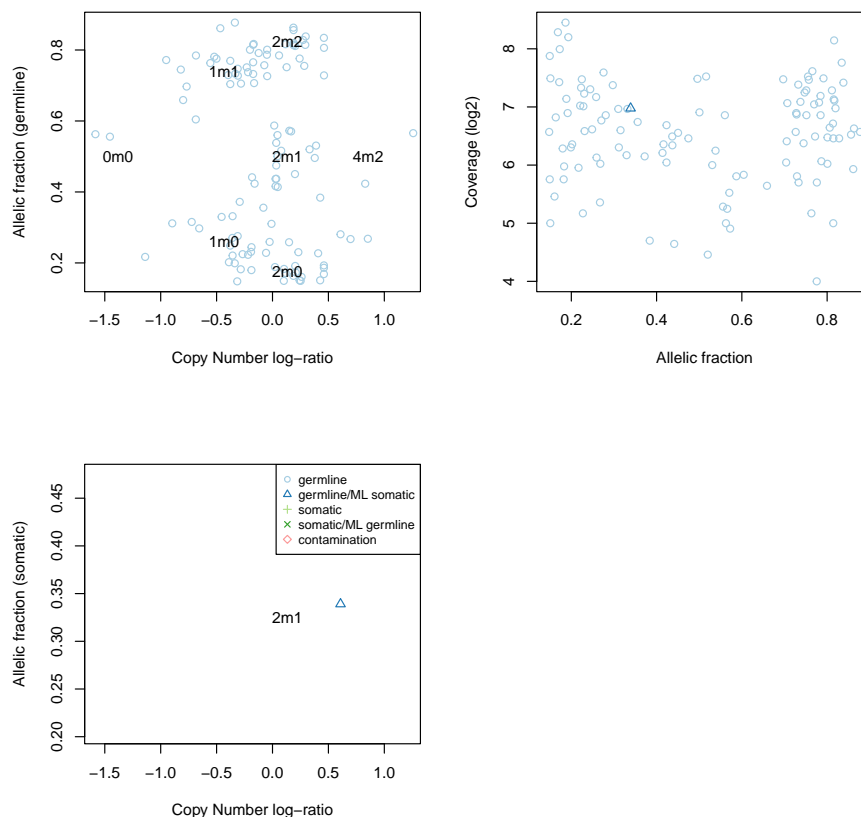 0.8
0.6
0.4
0.2
Allelic fraction (germline)
2m2
1m1
0m0
2m1
4m2
1m0
2m0
−1.5 −1.0 −0.5 0.0 0.5 1.0
Copy Number log−ratio
8
7
6
5
4
Coverage (log2)
0.2 0.4 0.6 0.8
Allelic fraction
0.45
0.40
0.35
0.30
0.25
0.20
Allelic fraction (somatic)
germline
germline/ML somatic
somatic
somatic/ML germline
contamination
2m1
−1.5 −1.0 −0.5 0.0 0.5 1.0
Copy Number log−ratio